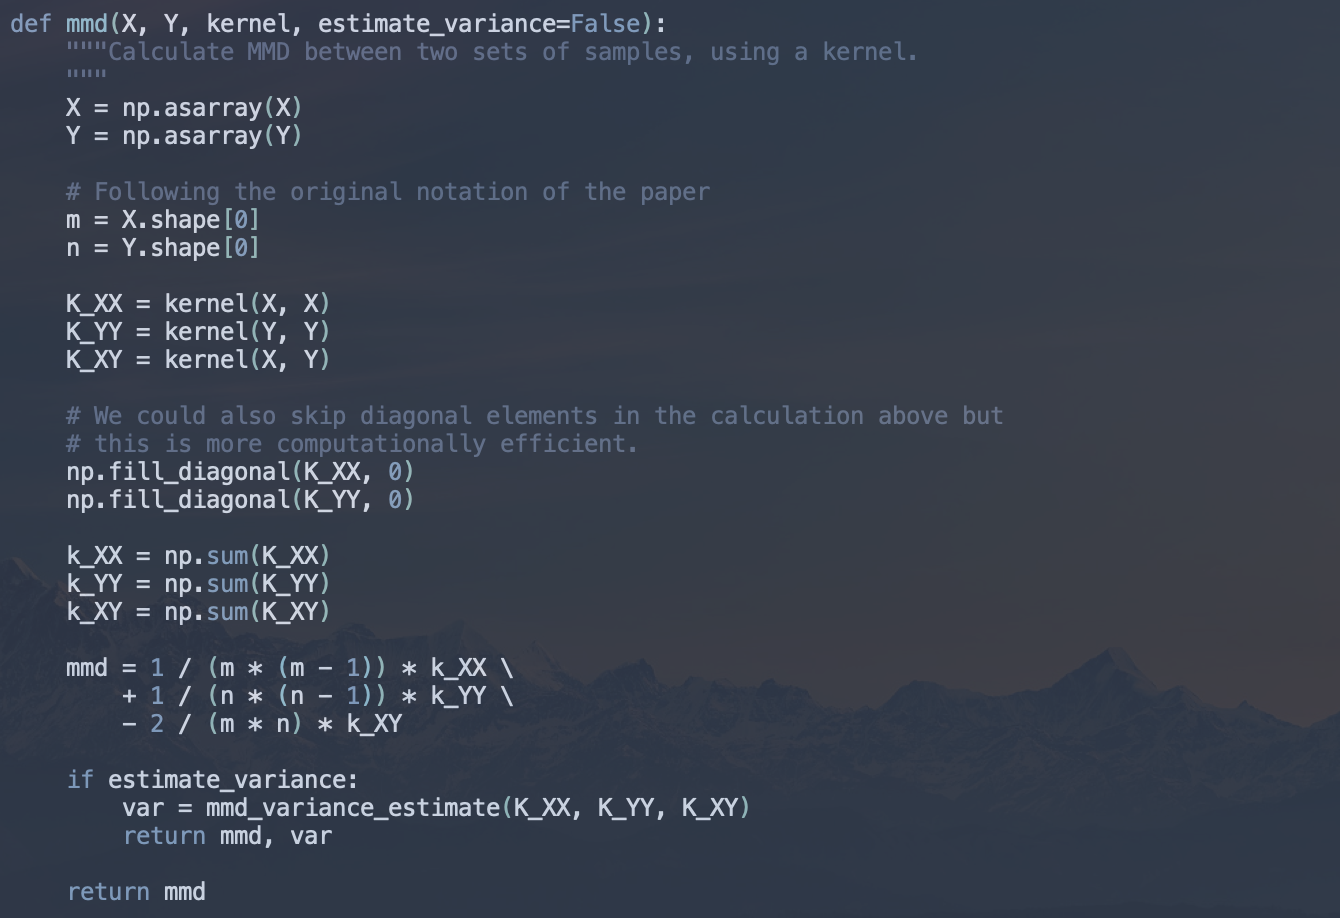 def mmd(X, Y, kernel, estimate_variance=False):
    """Calculate MMD between two sets of samples, using a kernel.
    """
    X = np.asarray(X)
    Y = np.asarray(Y)

    # Following the original notation of the paper
    m = X.shape[0]
    n = Y.shape[0]

    K_XX = kernel(X, X)
    K_YY = kernel(Y, Y)
    K_XY = kernel(X, Y)

    # We could also skip diagonal elements in the calculation above but
    # this is more computationally efficient.
    np.fill_diagonal(K_XX, 0)
    np.fill_diagonal(K_YY, 0)

    k_XX = np.sum(K_XX)
    k_YY = np.sum(K_YY)
    k_XY = np.sum(K_XY)

    mmd = 1 / (m * (m - 1)) * k_XX \
        + 1 / (n * (n - 1)) * k_YY \
        - 2 / (m * n) * k_XY

    if estimate_variance:
        var = mmd_variance_estimate(K_XX, K_YY, K_XY)
        return mmd, var

    return mmd